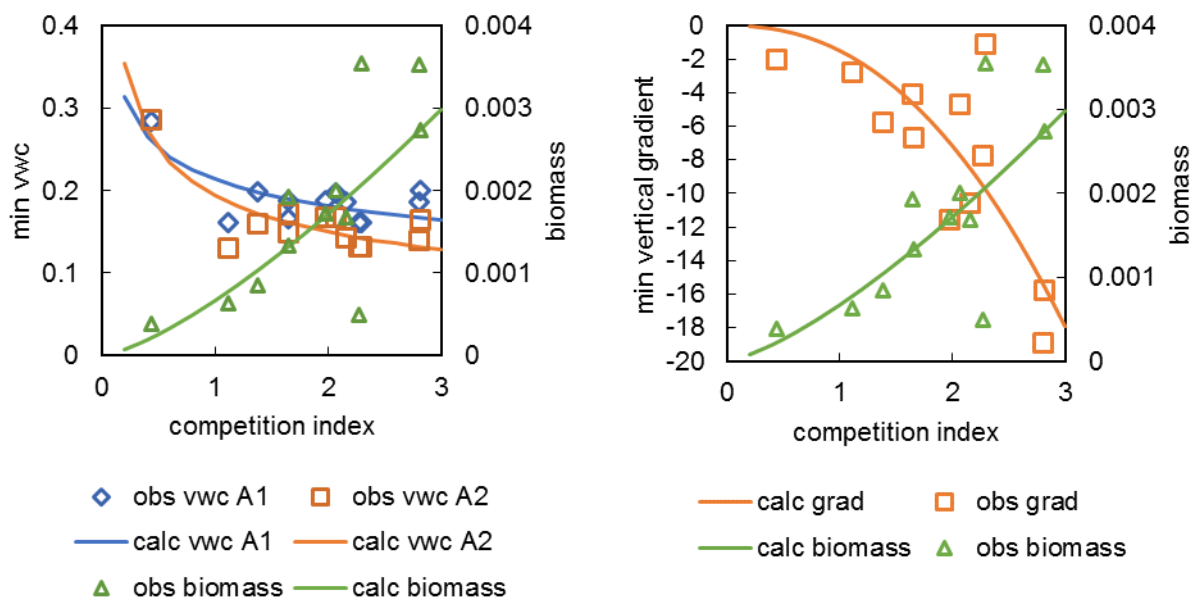 0.4
0.3
0.2
0.1
0
min vwc
0.004
0.003
0.002
0.001
0
biomass
0 1 2 3
competition index
obs vwc A1 obs vwc A2
calc vwc A1 calc vwc A2
obs biomass calc biomass
0
-2
-4
-6
-8
-10
-12
-14
-16
-18
-20
min vertical gradient
0.004
0.003
0.002
0.001
0
biomass
0 1 2 3
competition index
calc grad obs grad
calc biomass obs biomass